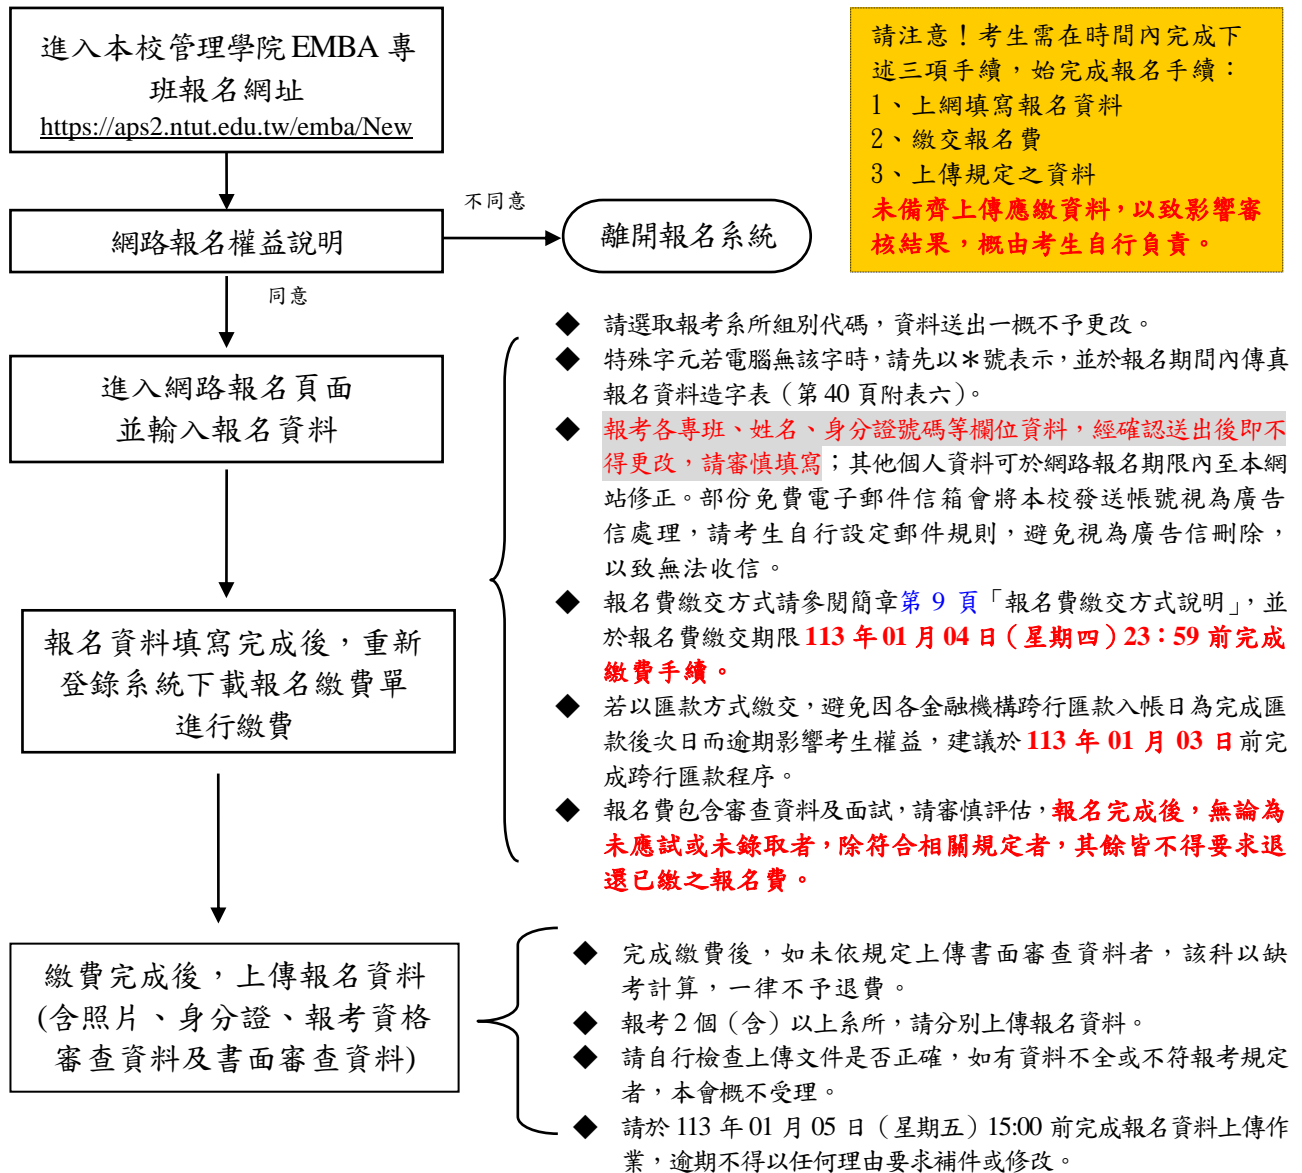 進入本校管理學院 EMBA 專
班報名網址
https://aps2.ntut.edu.tw/emba/New
請注意！考生需在時間內完成下
述三項手續，始完成報名手續：
1、上網填寫報名資料
2、繳交報名費
3、上傳規定之資料
未備齊上傳應繳資料，以致影響審
核結果，概由考生自行負責。
網路報名權益說明
不同意
離開報名系統
同意
進入網路報名頁面
並輸入報名資料
◆ 請選取報考系所組別代碼，資料送出一概不予更改。
◆ 特殊字元若電腦無該字時，請先以＊號表示，並於報名期間內傳真
報名資料造字表（第 40 頁附表六）。
◆ 報考各專班、姓名、身分證號碼等欄位資料，經確認送出後即不
得更改，請審慎填寫；其他個人資料可於網路報名期限內至本網
站修正。部份免費電子郵件信箱會將本校發送帳號視為廣告
信處理，請考生自行設定郵件規則，避免視為廣告信刪除，
以致無法收信。
報名資料填寫完成後，重新
登錄系統下載報名繳費單
進行繳費
◆ 報名費繳交方式請參閱簡章第 9 頁「報名費繳交方式說明」，並
於報名費繳交期限 113 年 01 月 04 日（星期四）23：59 前完成
繳費手續。
◆ 若以匯款方式繳交，避免因各金融機構跨行匯款入帳日為完成匯
款後次日而逾期影響考生權益，建議於 113 年 01 月 03 日前完
成跨行匯款程序。
◆ 報名費包含審查資料及面試，請審慎評估，報名完成後，無論為
未應試或未錄取者，除符合相關規定者，其餘皆不得要求退
還已繳之報名費。
繳費完成後，上傳報名資料
(含照片、身分證、報考資格
審查資料及書面審查資料)
◆ 完成繳費後，如未依規定上傳書面審查資料者，該科以缺
考計算，一律不予退費。
◆ 報考 2 個（含）以上系所，請分別上傳報名資料。
◆ 請自行檢查上傳文件是否正確，如有資料不全或不符報考規定
者，本會概不受理。
◆ 請於 113 年 01 月 05 日（星期五）15:00 前完成報名資料上傳作
業，逾期不得以任何理由要求補件或修改。